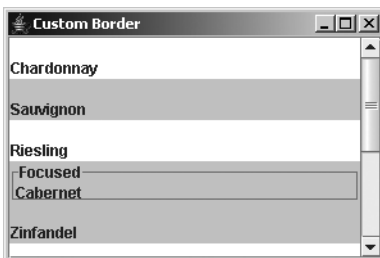 Custom Border
Chardonnay
Sauvignon
Riesling
Focused
Cabernet
Zinfandel